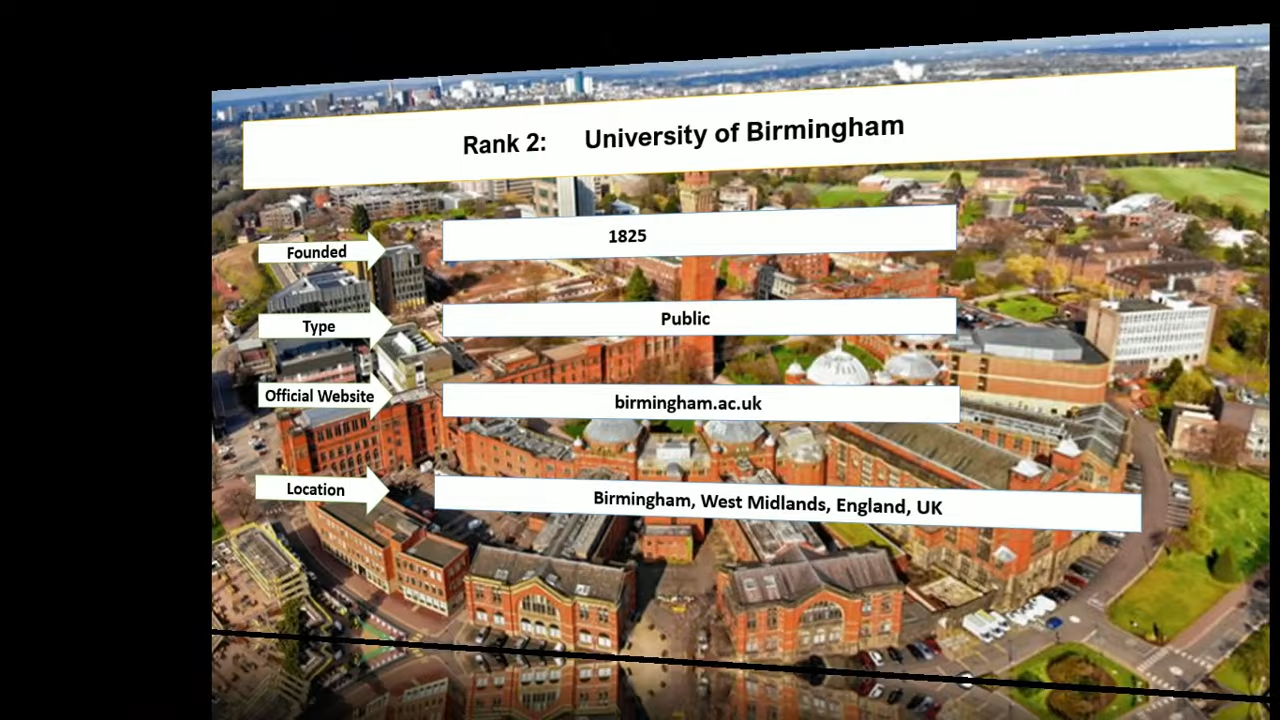 Rank 2: University of Birmingham
Founded 1825
Type Public
Official Website birmingham.ac.uk
Location Birmingham, West Midlands, England, UK